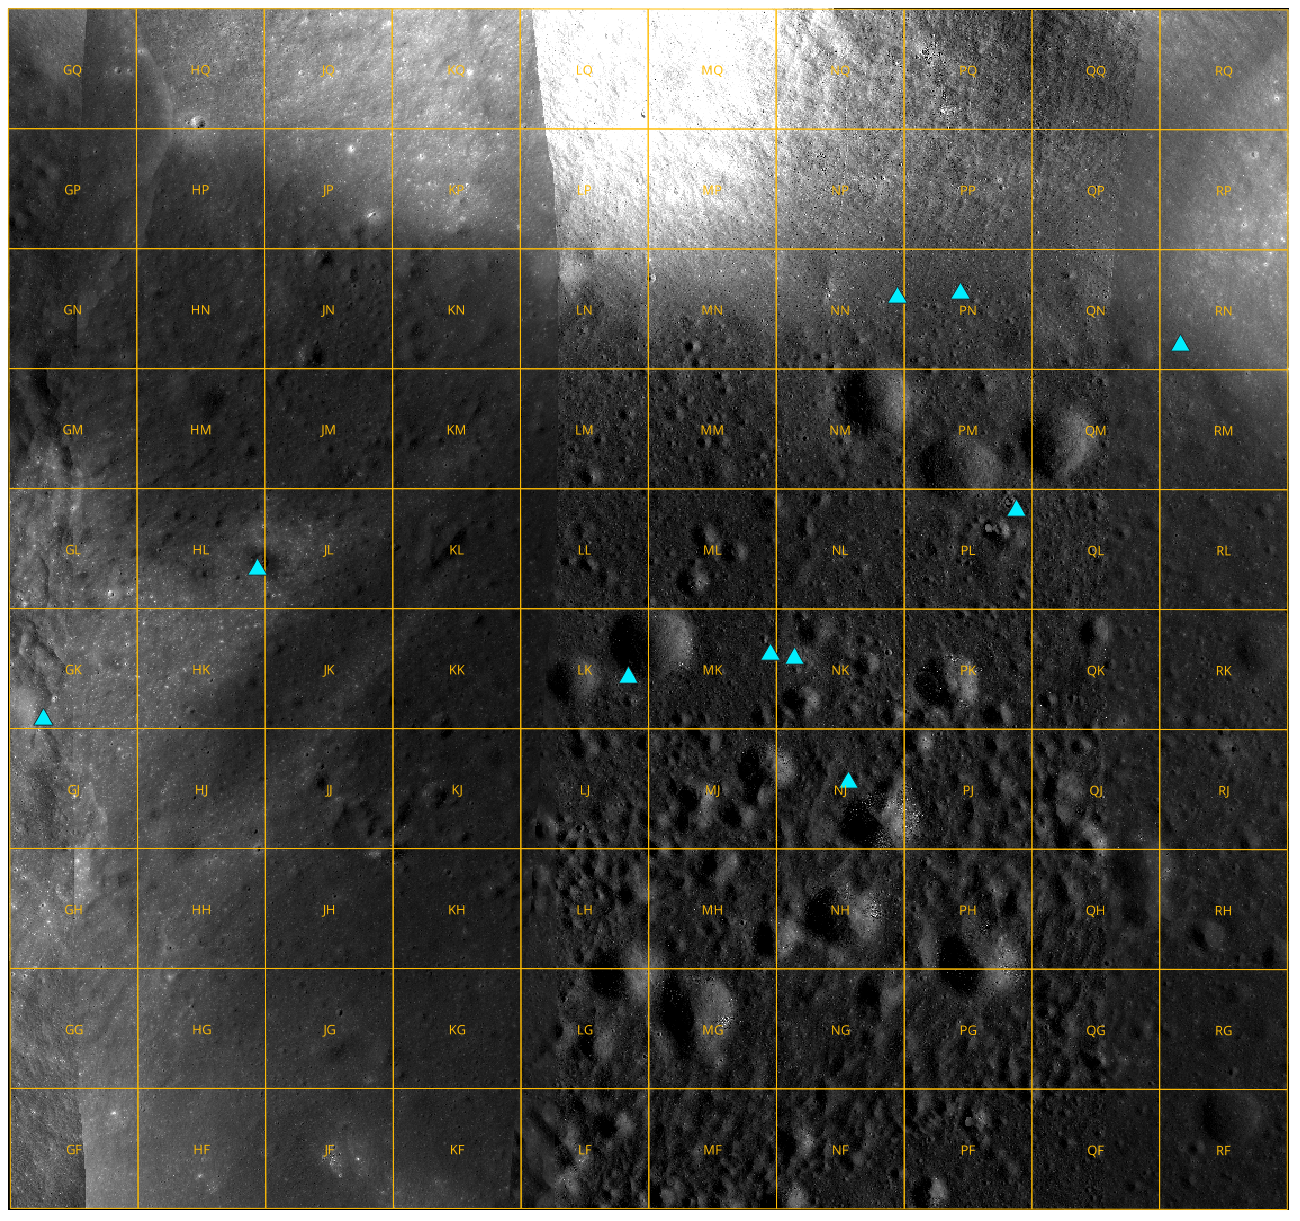 GQ HQ JQ KQ LQ MQ NQ PQ QQ RQ
GP HP JP KP LP MP NP PP QP RP
GN HN JN KN LN MN NN PN QN RN
GM HM JM KM LM MM NM PM QM RM
GL HL JL KL LL ML NL PL QL RL
GK HK JK KK LK MK NK PK QK RK
GJ HJ JJ KJ LJ MJ NJ PJ QJ RJ
GH HH JH KH LH MH NH PH QH RH
GG HG JG KG LG MG NG PG QG RG
GF HF JF KF LF MF NF PF QF RF